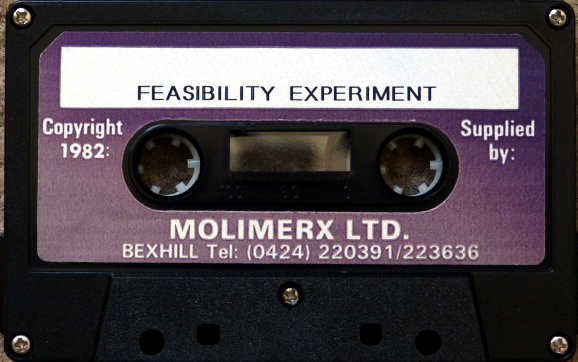 FEASIBILITY EXPERIMENT
Copyright
1982:
Supplied
by:
100 50 0
MOLIMERX LTD.
BEXHILL Tel: (0424) 220391/223636